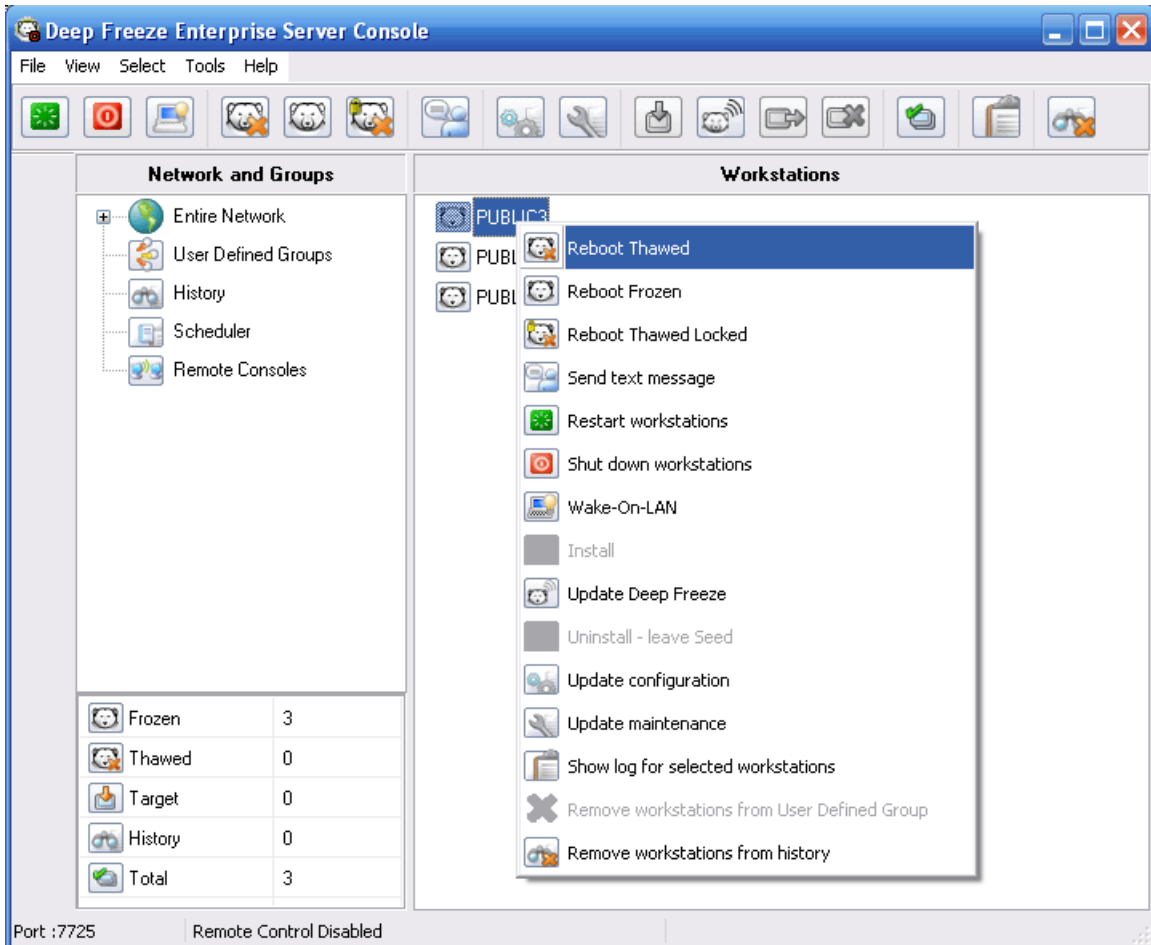 Deep Freeze Enterprise Server Console
File View Select Tools Help
Network and Groups
Workstations
Entire Network
User Defined Groups
History
Scheduler
Remote Consoles
PUBLIC3
PUBL
PUBL
Reboot Thawed
Reboot Frozen
Reboot Thawed Locked
Send text message
Restart workstations
Shut down workstations
Wake-On-LAN
Install
Update Deep Freeze
Uninstall - leave Seed
Update configuration
Update maintenance
Show log for selected workstations
Remove workstations from User Defined Group
Remove workstations from history
Frozen 3
Thawed 0
Target 0
History 0
Total 3
Port :7725 Remote Control Disabled